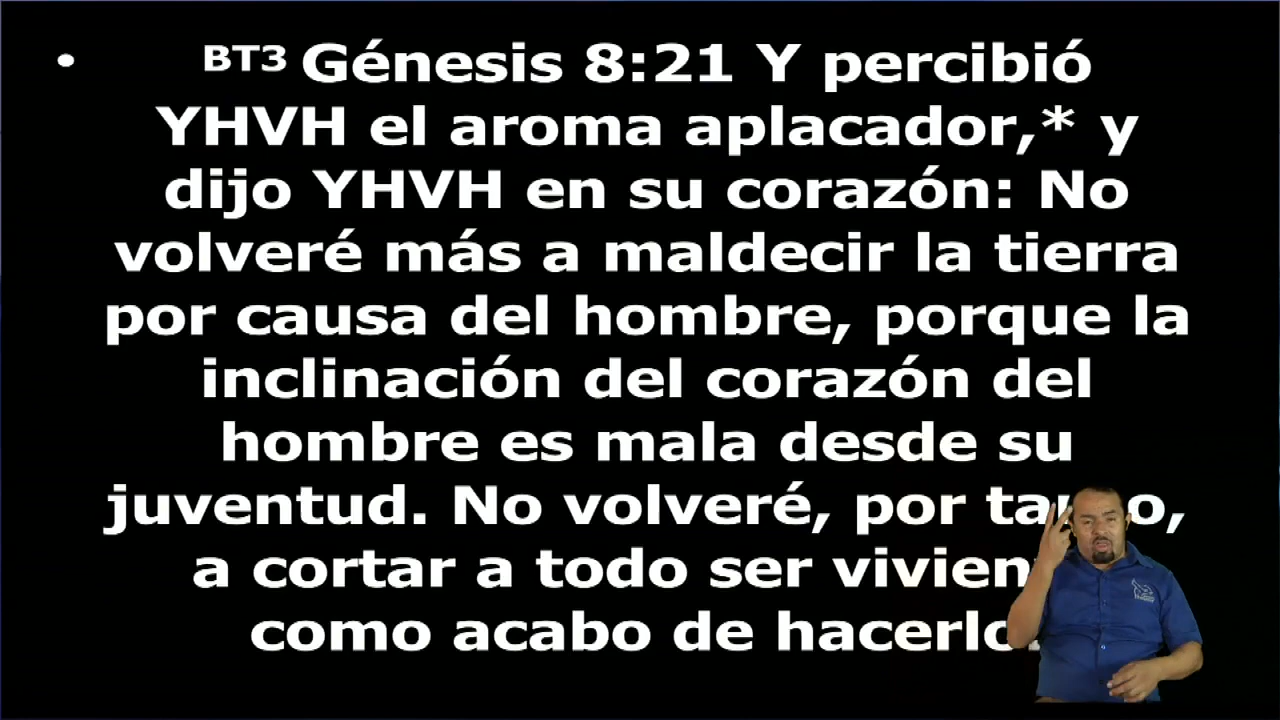 • BT3 Génesis 8:21 Y percibió
YHVH el aroma aplacador,* y
dijo YHVH en su corazón: No
volveré más a maldecir la tierra
por causa del hombre, porque la
inclinación del corazón del
hombre es mala desde su
juventud. No volveré, por
a cortar a todo ser
como acabo de hacerlo.